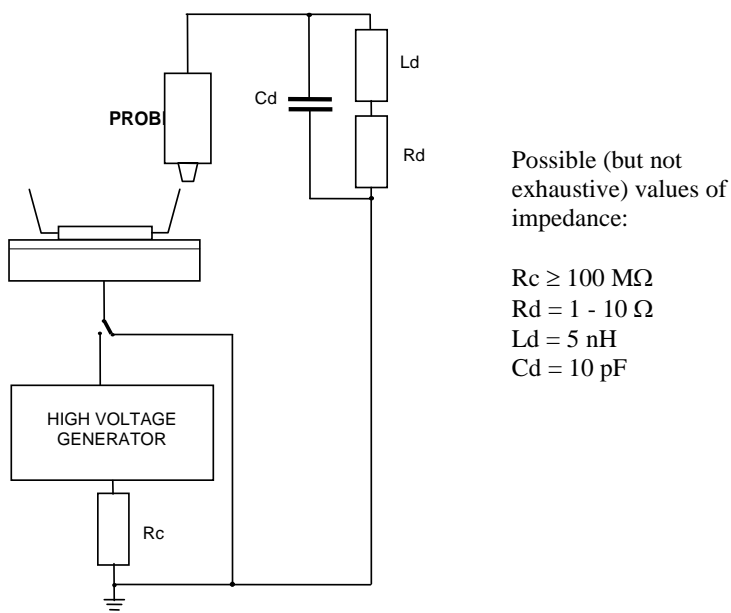 Ld
Cd
PROBI
Rd
Possible (but not
exhaustive) values of
impedance:
Rc ≥ 100 MΩ
Rd = 1 - 10 Ω
Ld = 5 nH
Cd = 10 pF
HIGH VOLTAGE
GENERATOR
Rc